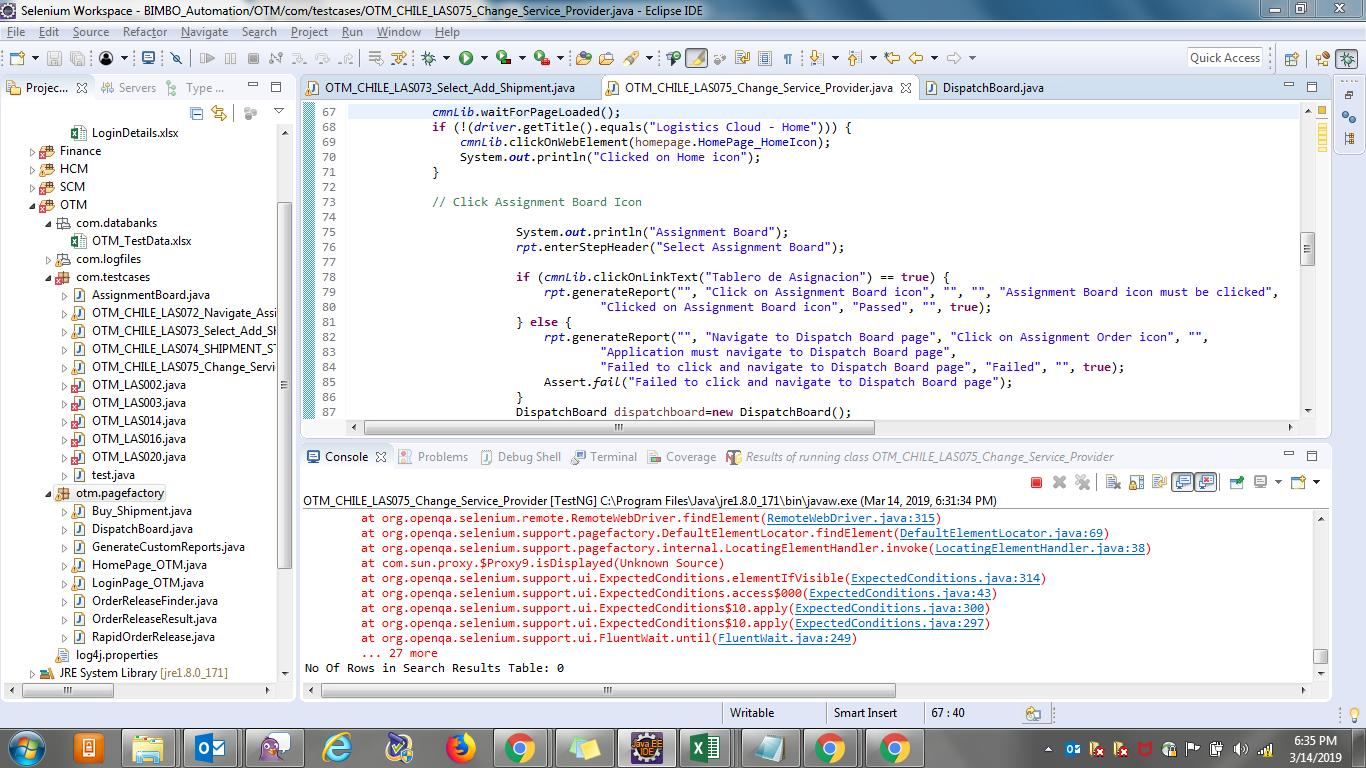 Selenium Workspace - BIMBO_Automation/OTM/com/testcases/OTM_CHILE_LAS075_Change_Service_Provider.java - Eclipse IDE
File Edit Source Refactor Navigate Search Project Run Window Help
Quick Access
Projec... Servers Type ...
LoginDetails.xlsx
Finance
HCM
SCM
OTM
com.databanks
OTM_TestData.xlsx
com.logfiles
com.testcases
AssignmentBoard.java
OTM_CHILE_LAS072_Navigate_Assi
OTM_CHILE_LAS073_Select_Add_Sh
OTM_CHILE_LAS074_SHIPMENT_ST
OTM_CHILE_LAS075_Change_Servi
OTM_LAS002.java
OTM_LAS003.java
OTM_LAS014.java
OTM_LAS016.java
OTM_LAS020.java
test.java
otm.pagefactory
Buy_Shipment.java
DispatchBoard.java
GenerateCustomReports.java
HomePage_OTM.java
LoginPage_OTM.java
OrderReleaseFinder.java
OrderReleaseResult.java
RapidOrderRelease.java
log4j.properties
JRE System Library [jre1.8.0_171]
OTM_CHILE_LAS073_Select_Add_Shipment.java OTM_CHILE_LAS075_Change_Service_Provider.java DispatchBoard.java
67 cmnLib.waitForPageLoaded();
68 if (!(driver.getTitle().equals("Logistics Cloud - Home"))) {
69 cmnLib.clickOnWebElement(homepage.HomePage_HomeIcon);
70 System.out.println("Clicked on Home icon");
71 }
72
73 // Click Assignment Board Icon
74
75 System.out.println("Assignment Board");
76 rpt.enterStepHeader("Select Assignment Board");
77
78 if (cmnLib.clickOnLinkText("Tablero de Asignacion") == true) {
79 rpt.generateReport("", "Click on Assignment Board icon", "", "", "Assignment Board icon must be clicked",
80 "Clicked on Assignment Board icon", "Passed", "", true);
81 } else {
82 rpt.generateReport("", "Navigate to Dispatch Board page", "Click on Assignment Order icon", "",
83 "Application must navigate to Dispatch Board page",
84 "Failed to click and navigate to Dispatch Board page", "Failed", "", true);
85 Assert.fail("Failed to click and navigate to Dispatch Board page");
86 }
87 DispatchBoard dispatchboard=new DispatchBoard();
Console Problems Debug Shell Terminal Coverage Results of running class OTM_CHILE_LAS075_Change_Service_Provider
OTM_CHILE_LAS075_Change_Service_Provider [TestNG] C:\Program Files\Java\jre1.8.0_171\bin\javaw.exe (Mar 14, 2019, 6:31:34 PM)
at org.openqa.selenium.remote.RemoteWebDriver.findElement(RemoteWebDriver.java:315)
at org.openqa.selenium.support.pagefactory.DefaultElementLocator.findElement(DefaultElementLocator.java:69)
at org.openqa.selenium.support.pagefactory.internal.LocatingElementHandler.invoke(LocatingElementHandler.java:38)
at com.sun.proxy.$Proxy9.isDisplayed(Unknown Source)
at org.openqa.selenium.support.ui.ExpectedConditions.elementIfVisible(ExpectedConditions.java:314)
at org.openqa.selenium.support.ui.ExpectedConditions.access$000(ExpectedConditions.java:43)
at org.openqa.selenium.support.ui.ExpectedConditions$10.apply(ExpectedConditions.java:300)
at org.openqa.selenium.support.ui.ExpectedConditions$10.apply(ExpectedConditions.java:297)
at org.openqa.selenium.support.ui.FluentWait.until(FluentWait.java:249)
... 27 more
No Of Rows in Search Results Table: 0
Writable Smart Insert 67 : 40
Java EE
IDE
6:35 PM
3/14/2019